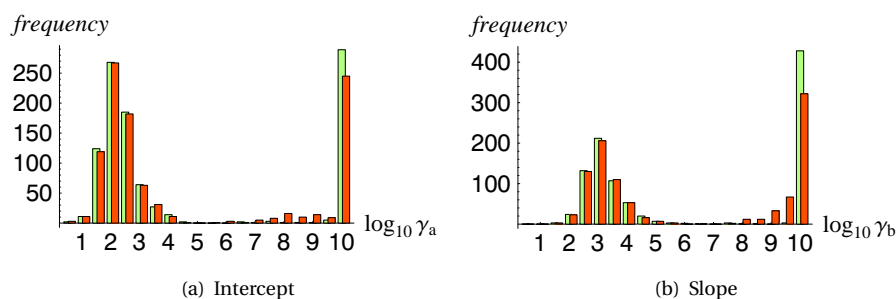 frequency
250
200
150
100
50
1 2 3 4 5 6 7 8 9 10
log₁₀ γₐ
(a) Intercept
frequency
400
300
200
100
1 2 3 4 5 6 7 8 9 10
log₁₀ γ_b
(b) Slope